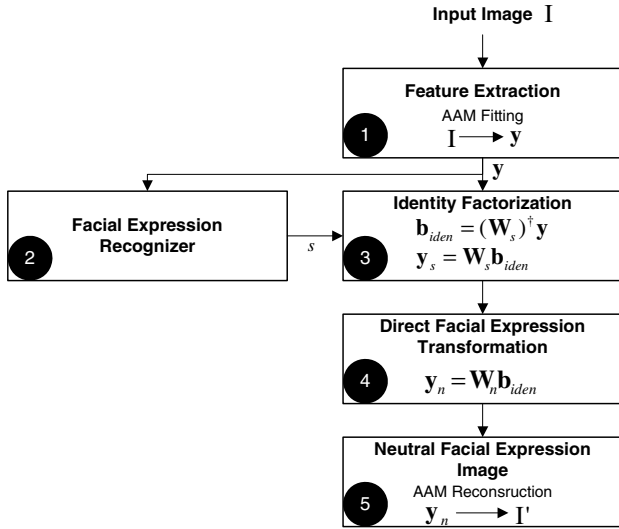 Input Image I
Feature Extraction
AAM Fitting
1
I → y
y
Facial Expression
Recognizer
2
s
Identity Factorization
b_iden = (W_s)† y
y_s = W_s b_iden
3
Direct Facial Expression
Transformation
4
y_n = W_n b_iden
Neutral Facial Expression
Image
AAM Reconsruction
5
y_n → I'